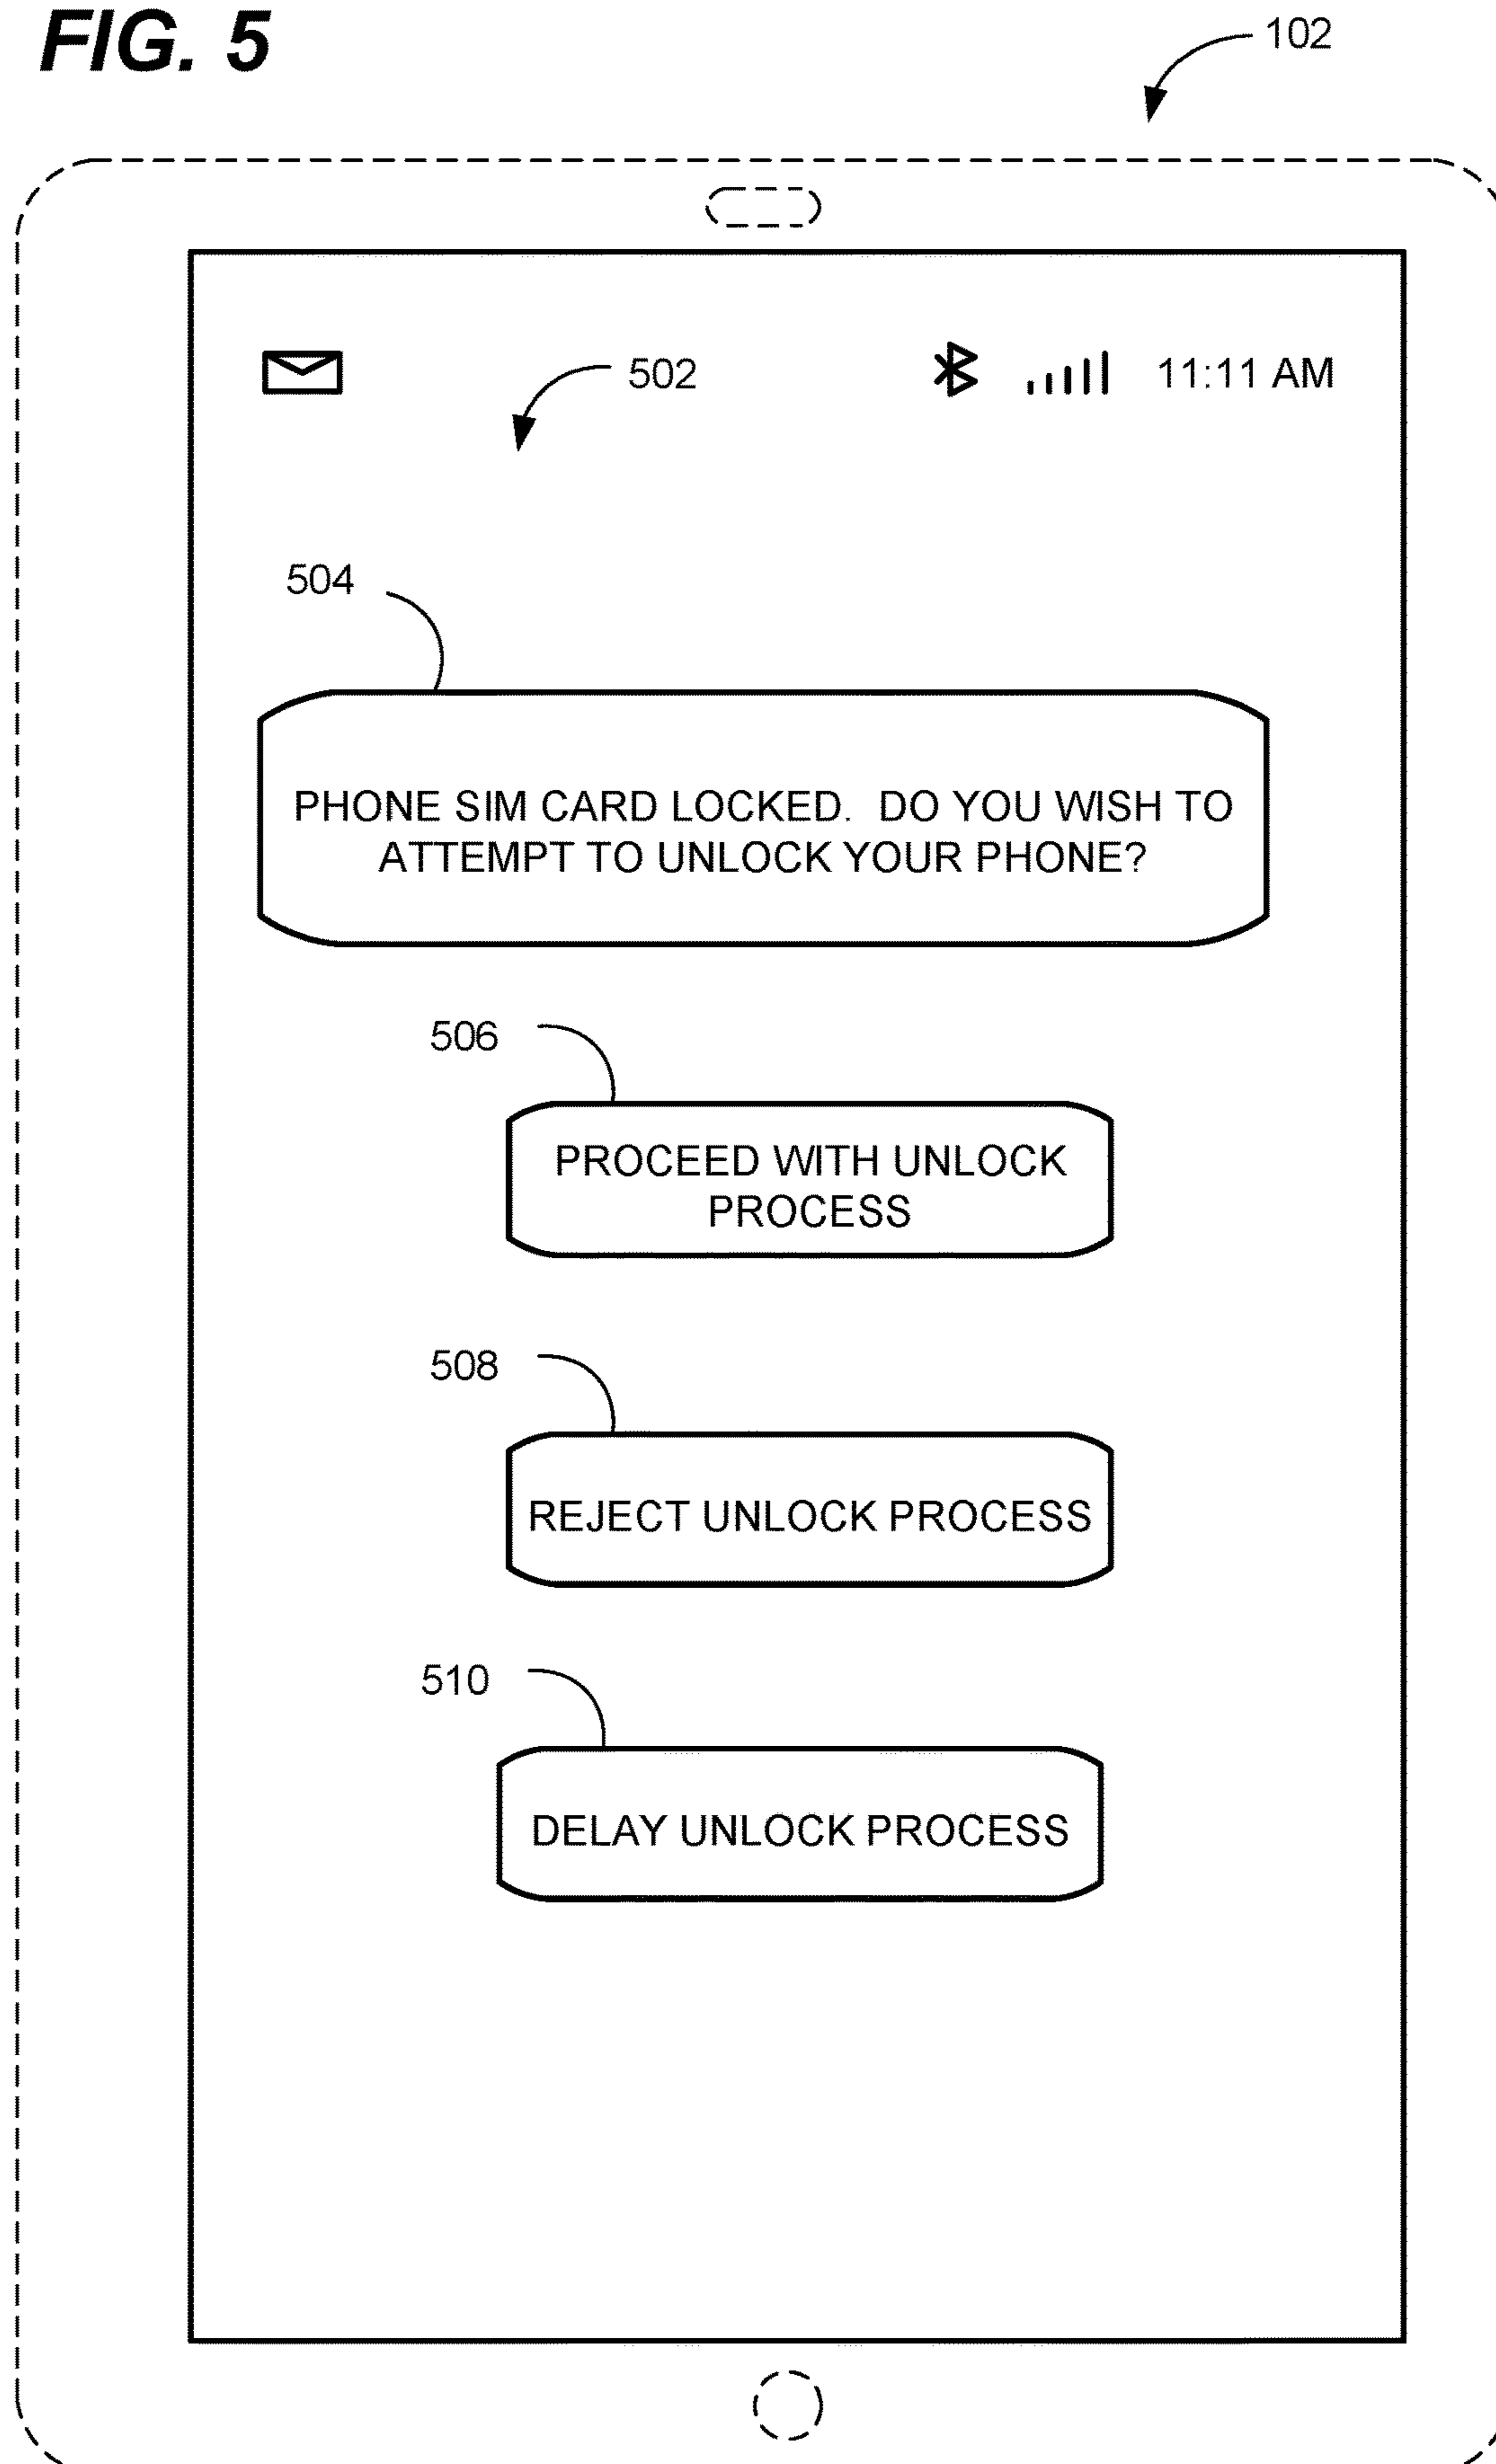 FIG. 5
102
502
11:11 AM
504
PHONE SIM CARD LOCKED. DO YOU WISH TO
ATTEMPT TO UNLOCK YOUR PHONE?
506
PROCEED WITH UNLOCK
PROCESS
508
REJECT UNLOCK PROCESS
510
DELAY UNLOCK PROCESS